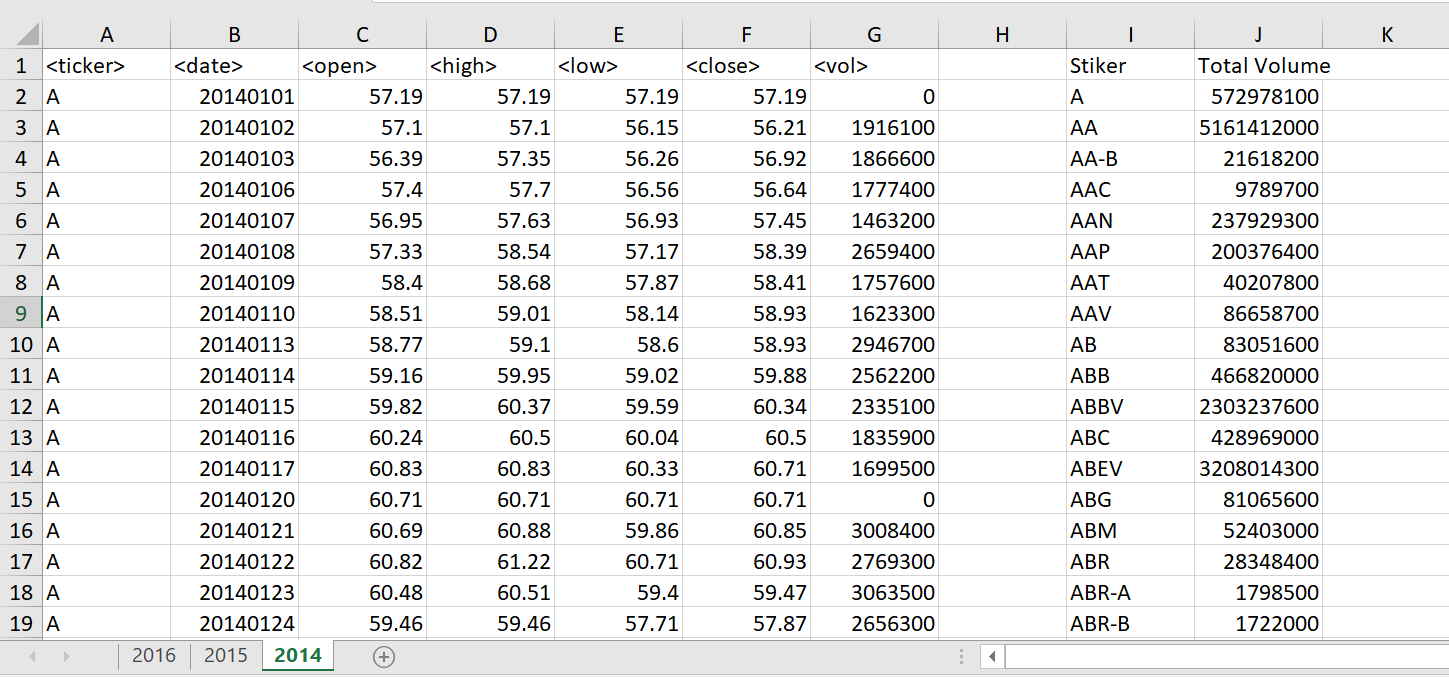 A B C D E F G H I J K
1 <ticker> <date> <open> <high> <low> <close> <vol> Stiker Total Volume
2 A 20140101 57.19 57.19 57.19 57.19 0 A 572978100
3 A 20140102 57.1 57.1 56.15 56.21 1916100 AA 5161412000
4 A 20140103 56.39 57.35 56.26 56.92 1866600 AA-B 21618200
5 A 20140106 57.4 57.7 56.56 56.64 1777400 AAC 9789700
6 A 20140107 56.95 57.63 56.93 57.45 1463200 AAN 237929300
7 A 20140108 57.33 58.54 57.17 58.39 2659400 AAP 200376400
8 A 20140109 58.4 58.68 57.87 58.41 1757600 AAT 40207800
9 A 20140110 58.51 59.01 58.14 58.93 1623300 AAV 86658700
10 A 20140113 58.77 59.1 58.6 58.93 2946700 AB 83051600
11 A 20140114 59.16 59.95 59.02 59.88 2562200 ABB 466820000
12 A 20140115 59.82 60.37 59.59 60.34 2335100 ABBV 2303237600
13 A 20140116 60.24 60.5 60.04 60.5 1835900 ABC 428969000
14 A 20140117 60.83 60.83 60.33 60.71 1699500 ABEV 3208014300
15 A 20140120 60.71 60.71 60.71 60.71 0 ABG 81065600
16 A 20140121 60.69 60.88 59.86 60.85 3008400 ABM 52403000
17 A 20140122 60.82 61.22 60.71 60.93 2769300 ABR 28348400
18 A 20140123 60.48 60.51 59.4 59.47 3063500 ABR-A 1798500
19 A 20140124 59.46 59.46 57.71 57.87 2656300 ABR-B 1722000
2016 2015 2014